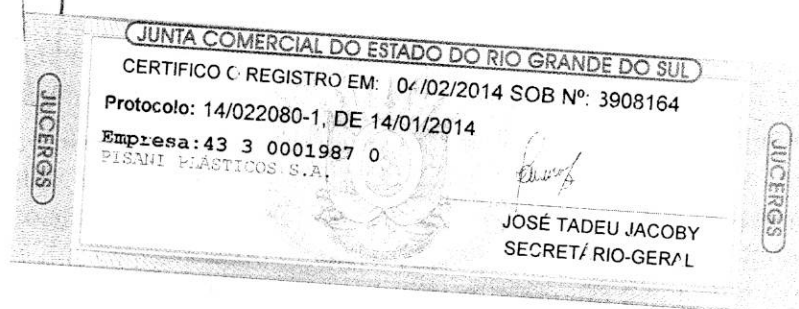 JUNTA COMERCIAL DO ESTADO DO RIO GRANDE DO SUL
CERTIFICO O REGISTRO EM: 04/02/2014 SOB Nº: 3908164
Protocolo: 14/022080-1, DE 14/01/2014
Empresa:43 3 0001987 0
PISANI PLÁSTICOS S.A.
JUCERGS
JUCERGS
JOSÉ TADEU JACOBY
SECRETÁRIO-GERAL